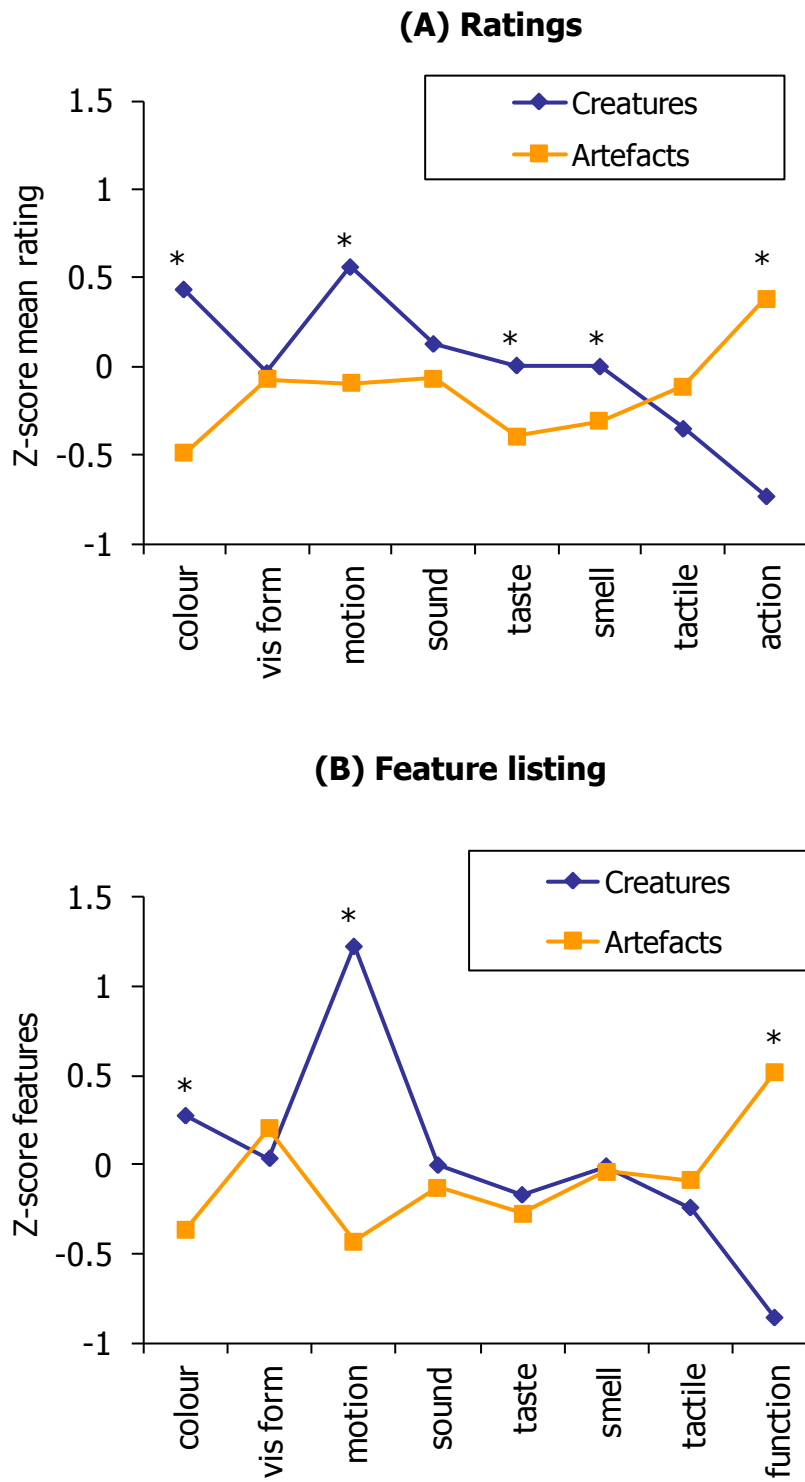 (A) Ratings
Creatures
Artefacts
1.5
1
0.5
0
-0.5
-1
Z-score mean rating
*
*
*
*
*
colour
vis form
motion
sound
taste
smell
tactile
action
(B) Feature listing
Creatures
Artefacts
1.5
1
0.5
0
-0.5
-1
Z-score features
*
*
*
colour
vis form
motion
sound
taste
smell
tactile
function